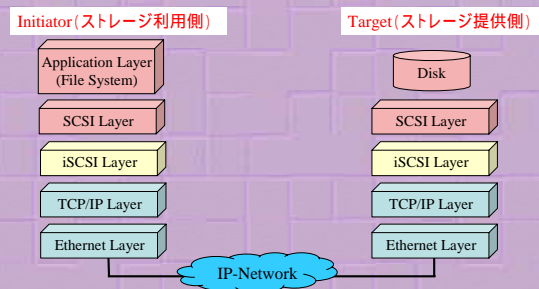 Initiator(ストレージ利用側)
Application Layer
(File System)
SCSI Layer
iSCSI Layer
TCP/IP Layer
Ethernet Layer
Target(ストレージ提供側)
Disk
SCSI Layer
iSCSI Layer
TCP/IP Layer
Ethernet Layer
IP-Network